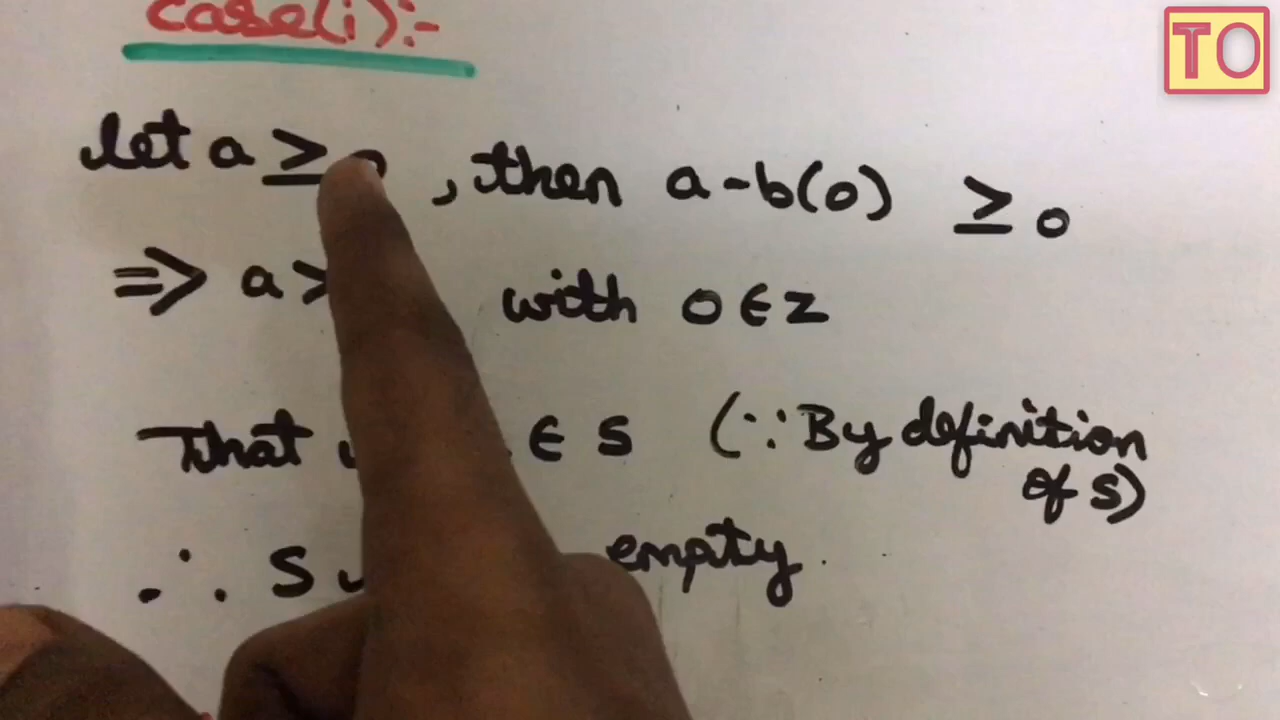 case(i):-
TO
let a ≥ 0, then a-b(0) ≥ 0
=> a > with 0 ∈ z
That ∈ S (∵ By definition
of S)
∴ S empty.